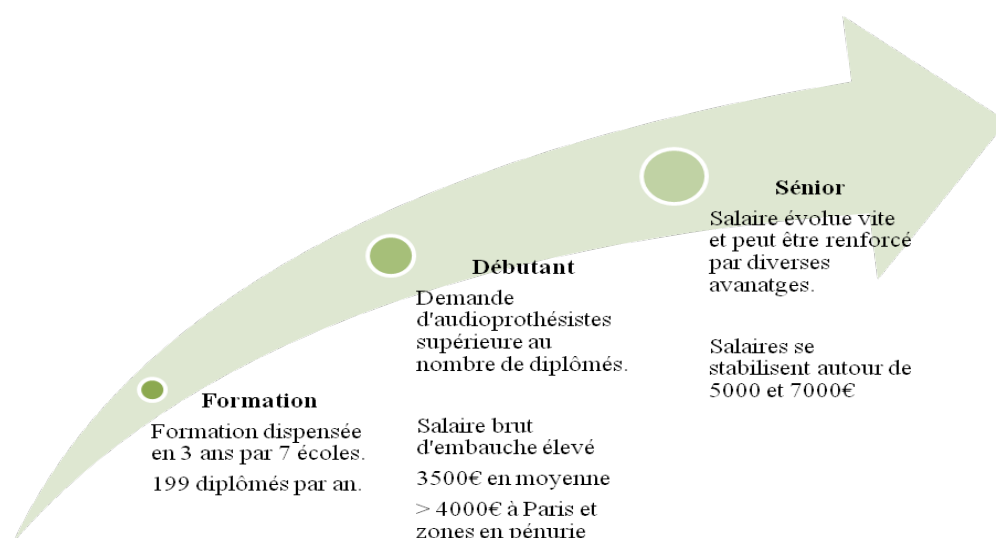 Formation
Formation dispensée
en 3 ans par 7 écoles.
199 diplômés par an.
Débutant
Demande
d'audioprothésistes
supérieure au
nombre de diplômés.
Salaire brut
d'embauche élevé
3500€ en moyenne
> 4000€ à Paris et
zones en pénurie
Sénior
Salaire évolue vite
et peut être renforcé
par diverses
avanatges.
Salaires se
stabilisent autour de
5000 et 7000€